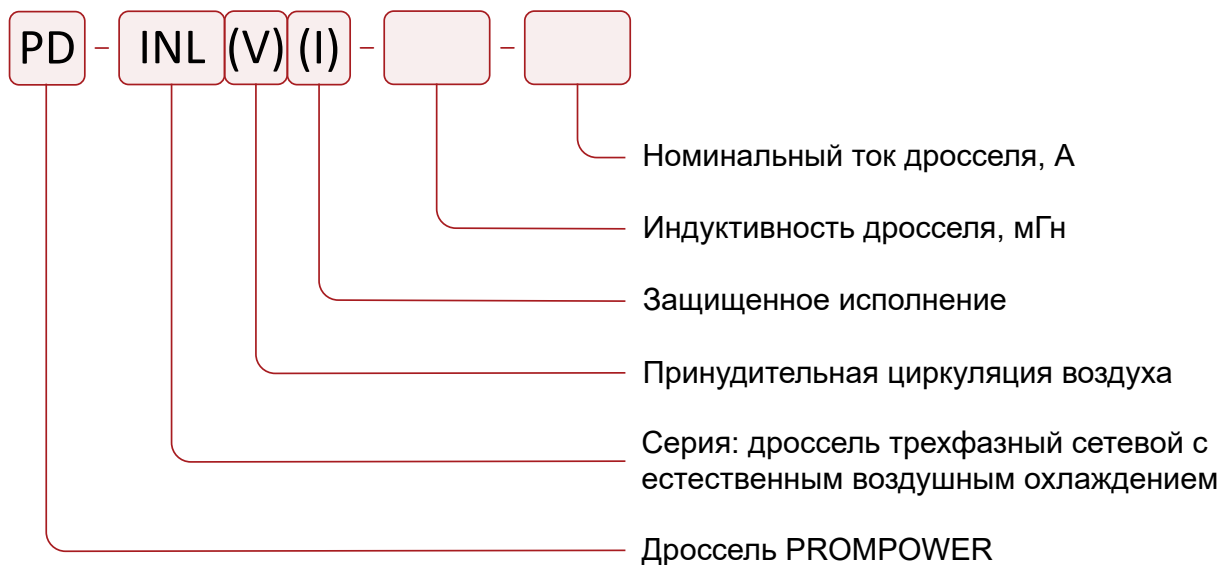 PD - INL (V) (I) - -
Номинальный ток дросселя, А
Индуктивность дросселя, мГн
Защищенное исполнение
Принудительная циркуляция воздуха
Серия: дроссель трехфазный сетевой с
естественным воздушным охлаждением
Дроссель PROMPOWER